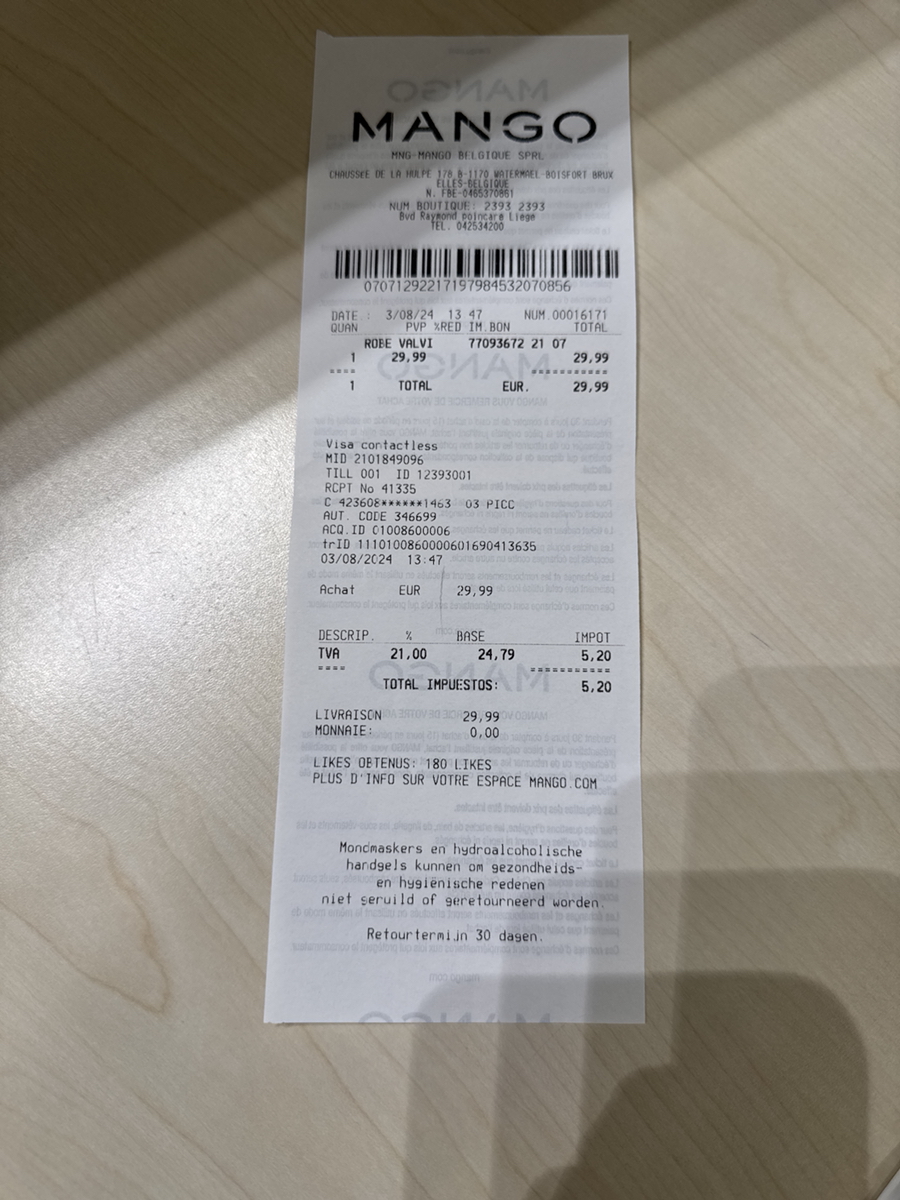 MANGO
MNG-MANGO BELGIQUE SPRL
CHAUSSEE DE LA HULPE 178 B-1170 WATERMAEL-BOISFORT BRUX
ELLES-BELGIQUE
N. FBE-0465370861
NUM BOUTIQUE: 2393 2393
Bvd Raymond poincare Liege
TEL. 042534200
07071292217197984532070856
DATE : 3/08/24 13 47 NUM.00016171
QUAN PVP %RED IM.BON TOTAL
ROBE VALVI 77093672 21 07
1 29,99 29,99
==== ===========
1 TOTAL EUR. 29,99
Visa contactless
MID 2101849096
TILL 001 ID 12393001
RCPT No 41335
C 423608******1463 03 PICC
AUT. CODE 346699
ACQ.ID 01008600006
trID 1110100860000601690413635
03/08/2024 13:47
Achat EUR 29,99
DESCRIP. % BASE IMPOT
TVA 21,00 24,79 5,20
==== ===========
TOTAL IMPUESTOS: 5,20
LIVRAISON 29,99
MONNAIE: 0,00
LIKES OBTENUS: 180 LIKES
PLUS D'INFO SUR VOTRE ESPACE MANGO.COM
Mondmaskers en hydroalcoholische
handgels kunnen om gezondheids-
en hygiënische redenen
niet geruild of geretourneerd worden.
Retourtermijn 30 dagen.